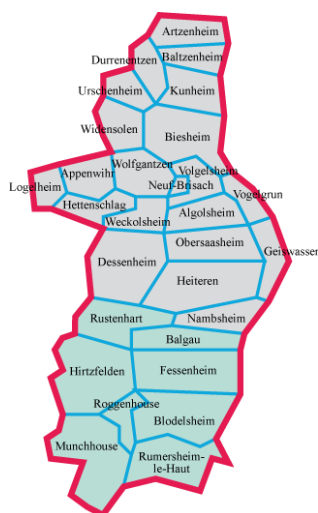 Artzenheim
Baltzenheim
Durrenentzen
Urschenheim
Kunheim
Widensolen
Biesheim
Wolfgantzen
Volgelsheim
Appenwihr
Logelheim
Neuf-Brisach
Vogelgrun
Hettenschlag
Weckolsheim
Algolsheim
Obersaasheim
Geiswasser
Dessenheim
Heiteren
Rustenhart
Nambsheim
Balgau
Hirtzfelden
Fessenheim
Roggenhouse
Blodelsheim
Munchhouse
Rumersheim-
le-Haut